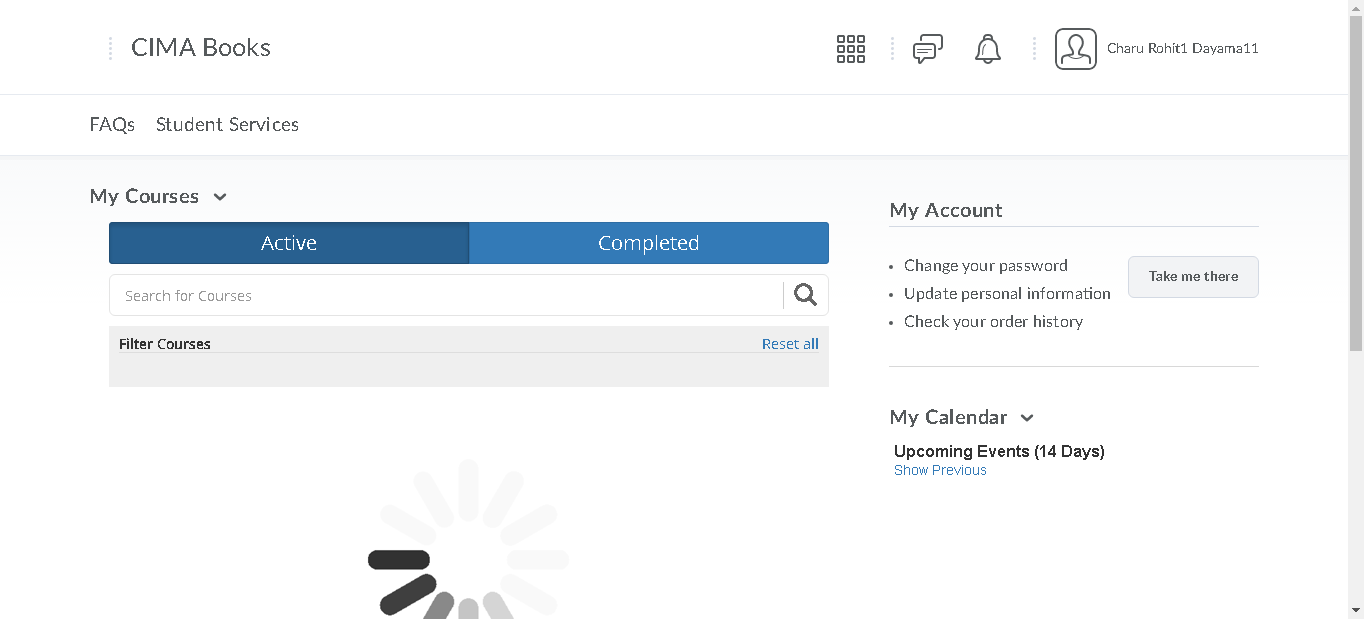 CIMA Books
Charu Rohit1 Dayama11
FAQs Student Services
My Courses
Active Completed
Search for Courses
Filter Courses Reset all
My Account
Change your password
Update personal information
Check your order history
Take me there
My Calendar
Upcoming Events (14 Days)
Show Previous